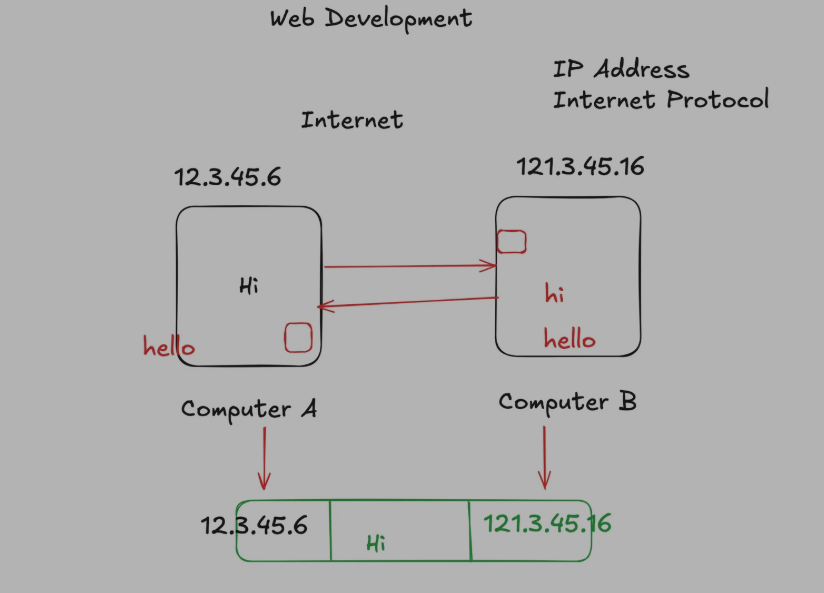 Web Development
IP Address
Internet Protocol
Internet
12.3.45.6
121.3.45.16
Hi
hello
hi
hello
Computer A
Computer B
12.3.45.6
Hi
121.3.45.16